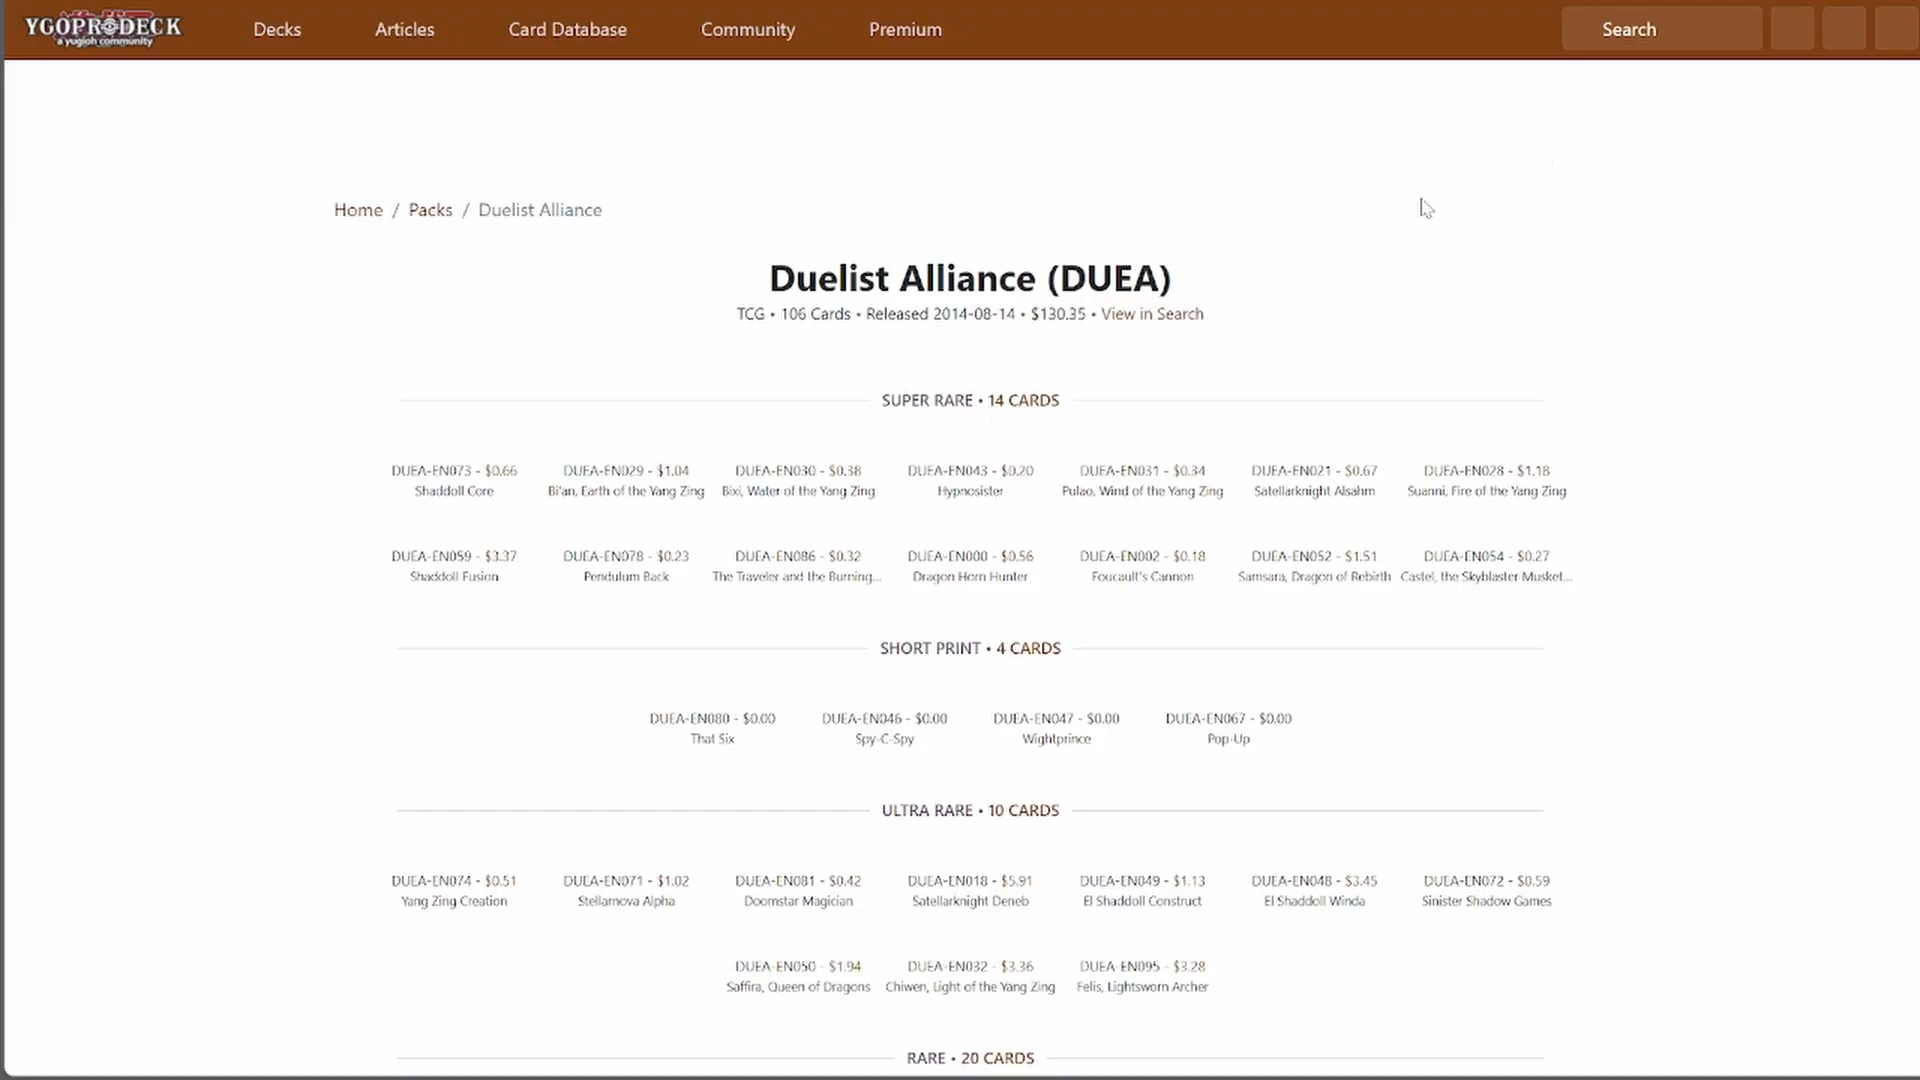 YGOPRODECK
a yugioh community
Decks
Articles
Card Database
Community
Premium
Search
Home / Packs / Duelist Alliance
Duelist Alliance (DUEA)
TCG • 106 Cards • Released 2014-08-14 • $130.35 • View in Search
SUPER RARE • 14 CARDS
DUEA-EN073 - $0.66
Shaddoll Core
DUEA-EN029 - $1.04
Bi'an, Earth of the Yang Zing
DUEA-EN030 - $0.38
Bixi, Water of the Yang Zing
DUEA-EN043 - $0.20
Hypnosister
DUEA-EN031 - $0.34
Pulao, Wind of the Yang Zing
DUEA-EN021 - $0.67
Satellarknight Alsahm
DUEA-EN028 - $1.18
Suanni, Fire of the Yang Zing
DUEA-EN059 - $3.37
Shaddoll Fusion
DUEA-EN078 - $0.23
Pendulum Back
DUEA-EN086 - $0.32
The Traveler and the Burning...
DUEA-EN000 - $0.56
Dragon Horn Hunter
DUEA-EN002 - $0.18
Foucault's Cannon
DUEA-EN052 - $1.51
Samsara, Dragon of Rebirth
DUEA-EN054 - $0.27
Castel, the Skyblaster Musket...
SHORT PRINT • 4 CARDS
DUEA-EN080 - $0.00
That Six
DUEA-EN046 - $0.00
Spy-C-Spy
DUEA-EN047 - $0.00
Wightprince
DUEA-EN067 - $0.00
Pop-Up
ULTRA RARE • 10 CARDS
DUEA-EN074 - $0.51
Yang Zing Creation
DUEA-EN071 - $1.02
Stellarnova Alpha
DUEA-EN081 - $0.42
Doomstar Magician
DUEA-EN018 - $5.91
Satellarknight Deneb
DUEA-EN049 - $1.13
El Shaddoll Construct
DUEA-EN048 - $3.45
El Shaddoll Winda
DUEA-EN072 - $0.59
Sinister Shadow Games
DUEA-EN050 - $1.94
Saffira, Queen of Dragons
DUEA-EN032 - $3.36
Chiwen, Light of the Yang Zing
DUEA-EN095 - $3.28
Felis, Lightsworn Archer
RARE • 20 CARDS